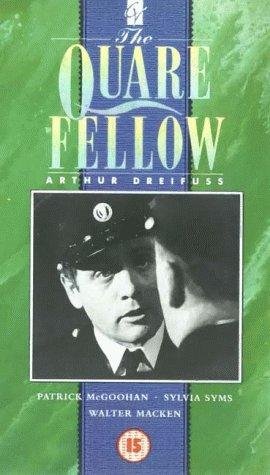 The
QUARE
FELLOW
ARTHUR DREIFUSS
PATRICK McGOOHAN · SYLVIA SYMS
WALTER MACKEN
15